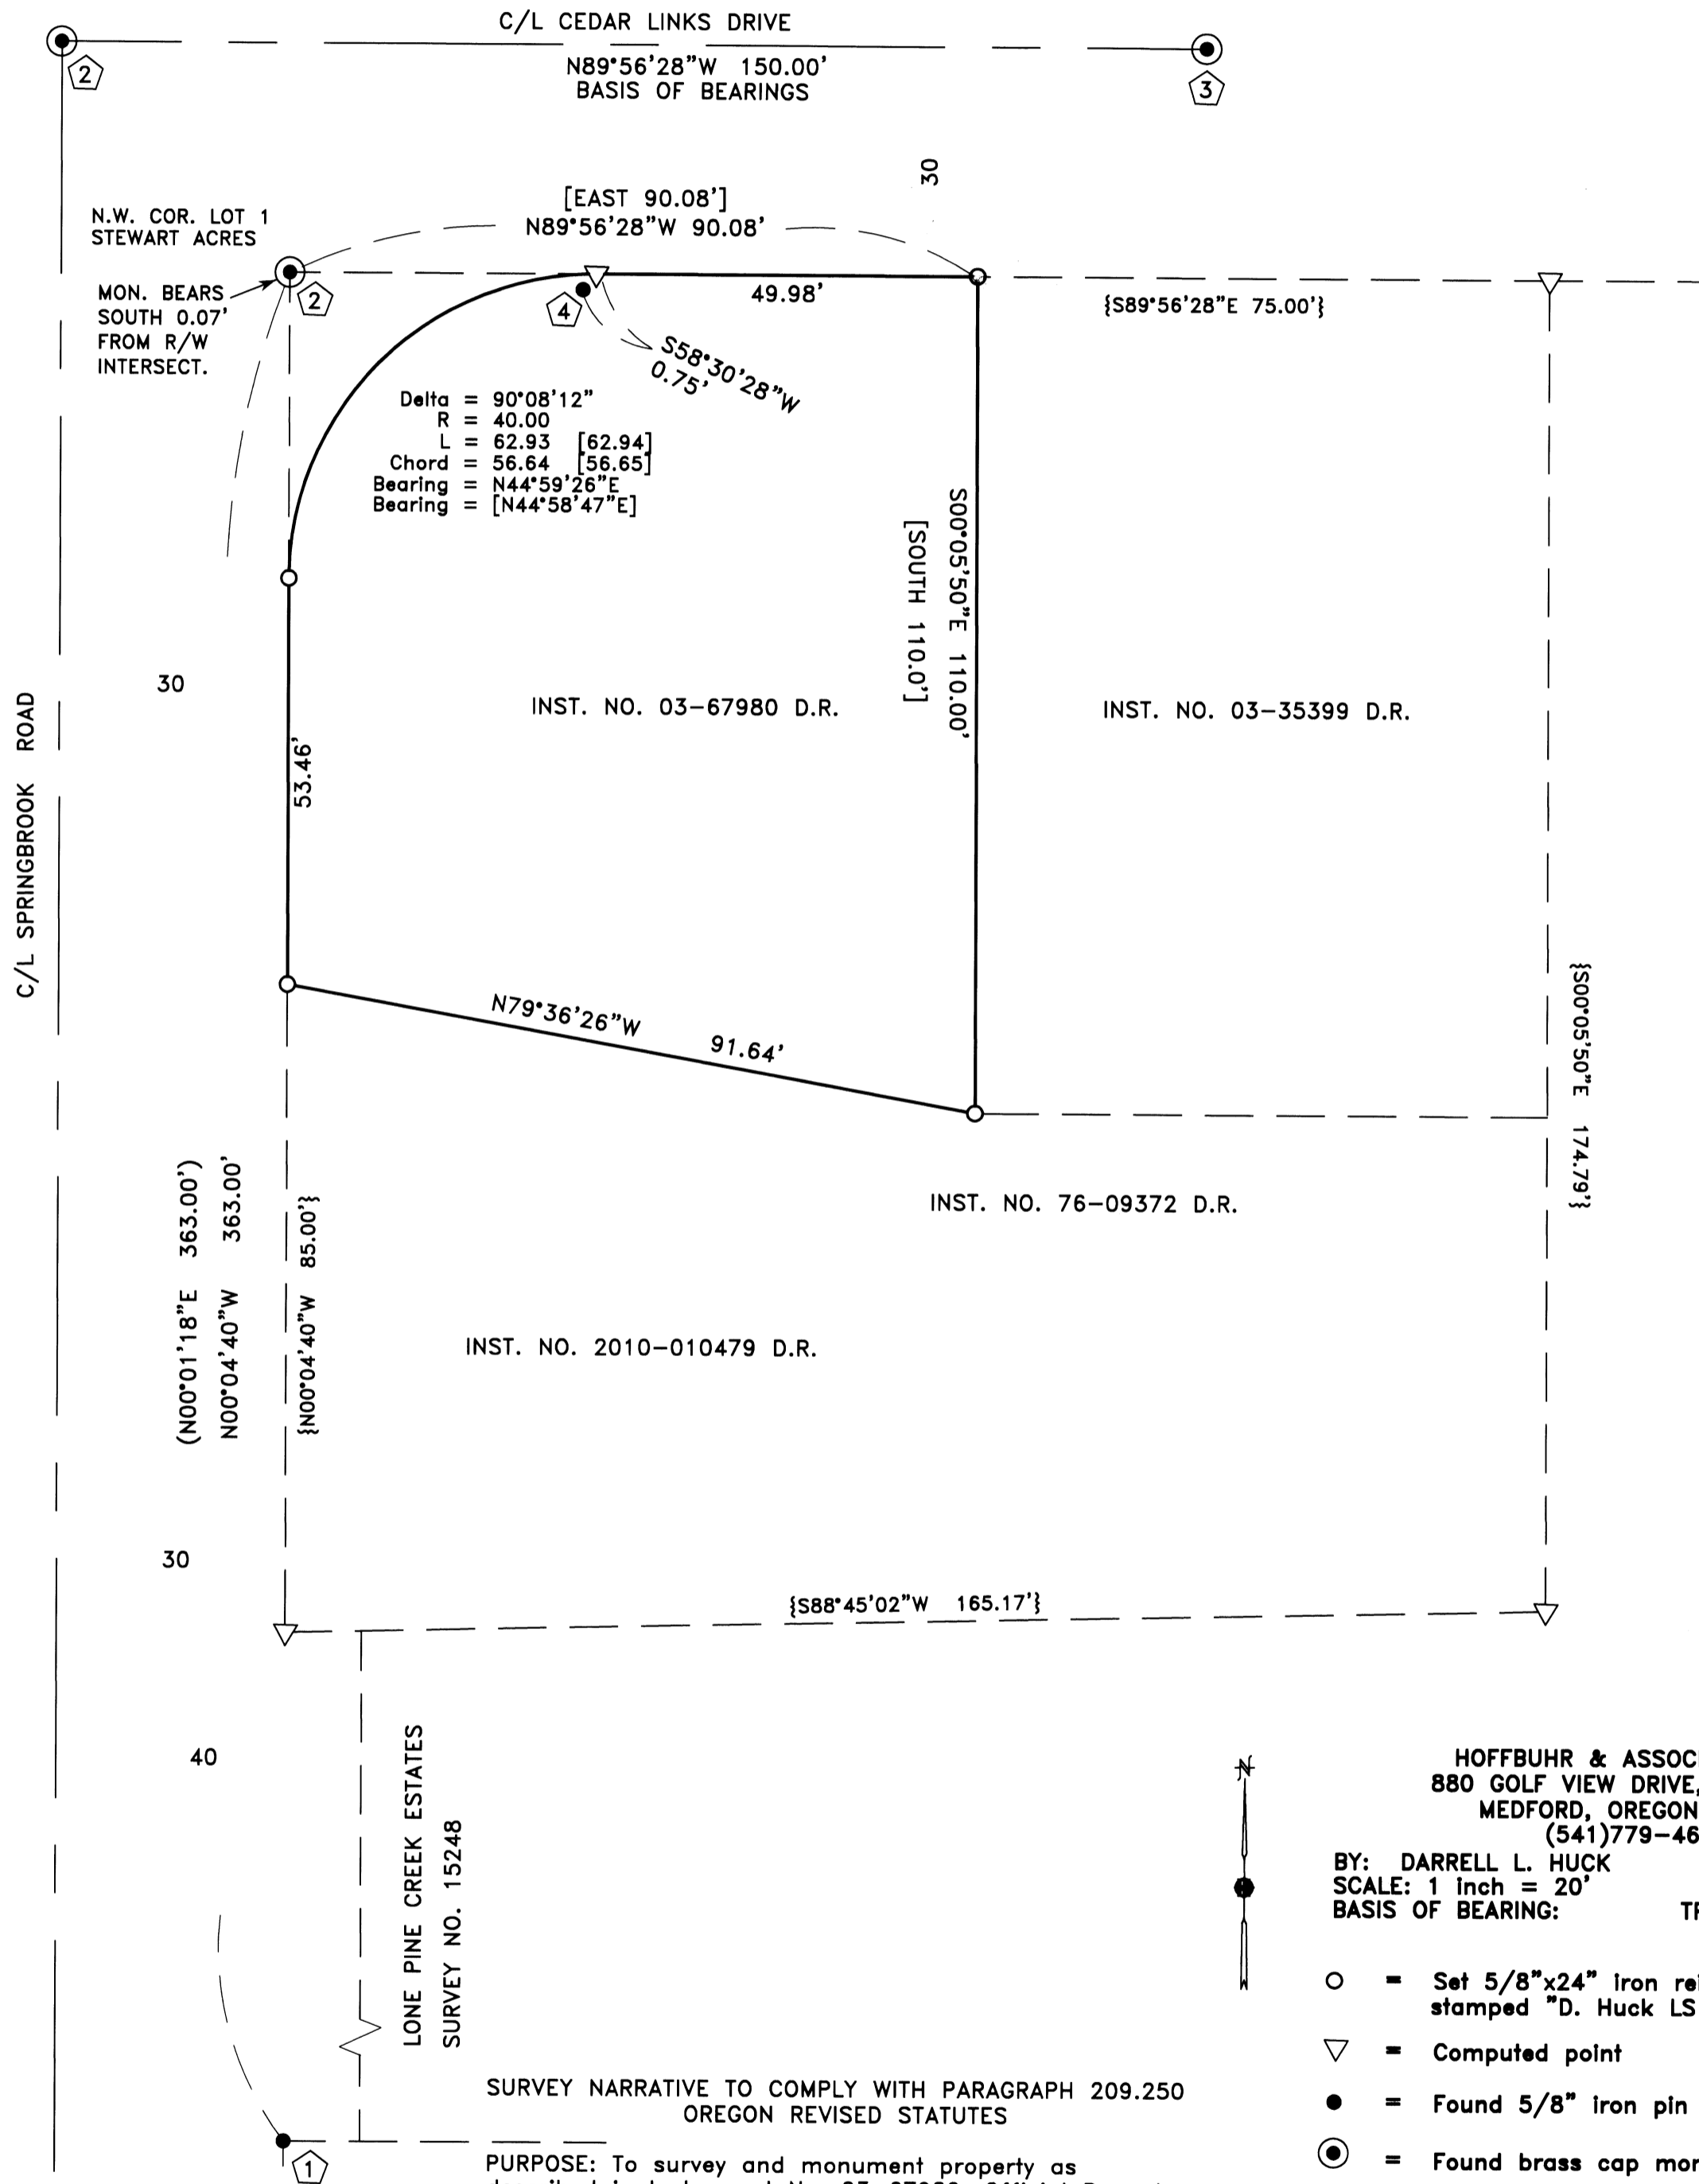 C/L CEDAR LINKS DRIVE
N89°56'28"W 150.00'
BASIS OF BEARINGS
2
3
30
[EAST 90.08']
N89°56'28"W 90.08'
N.W. COR. LOT 1
STEWART ACRES
MON. BEARS
SOUTH 0.07'
FROM R/W
INTERSECT.
2
4
49.98'
{S89°56'28"E 75.00'}
S58°30'28"W
0.75'
Delta = 90°08'12"
R = 40.00
L = 62.93 [62.94]
Chord = 56.64 [56.65]
Bearing = N44°59'26"E
Bearing = [N44°58'47"E]
S00°05'50"E 110.00'
[SOUTH 110.0']
30
INST. NO. 03-67980 D.R.
INST. NO. 03-35399 D.R.
53.46'
C/L SPRINGBROOK ROAD
N79°36'26"W 91.64'
{S00°05'50"E 174.79'}
(N00°01'18"E 363.00')
N00°04'40"W 363.00'
{N00°04'40"W 85.00'}
INST. NO. 76-09372 D.R.
INST. NO. 2010-010479 D.R.
30
{S88°45'02"W 165.17'}
40
LONE PINE CREEK ESTATES
SURVEY NO. 15248
N
HOFFBUHR & ASSOCI
880 GOLF VIEW DRIVE,
MEDFORD, OREGON
(541)779-46
BY: DARRELL L. HUCK
SCALE: 1 inch = 20'
BASIS OF BEARING:
= Set 5/8"x24" iron rei
stamped "D. Huck LS
= Computed point
= Found 5/8" iron pin
= Found brass cap mon
SURVEY NARRATIVE TO COMPLY WITH PARAGRAPH 209.250
OREGON REVISED STATUTES
1
PURPOSE: To survey and monument property as